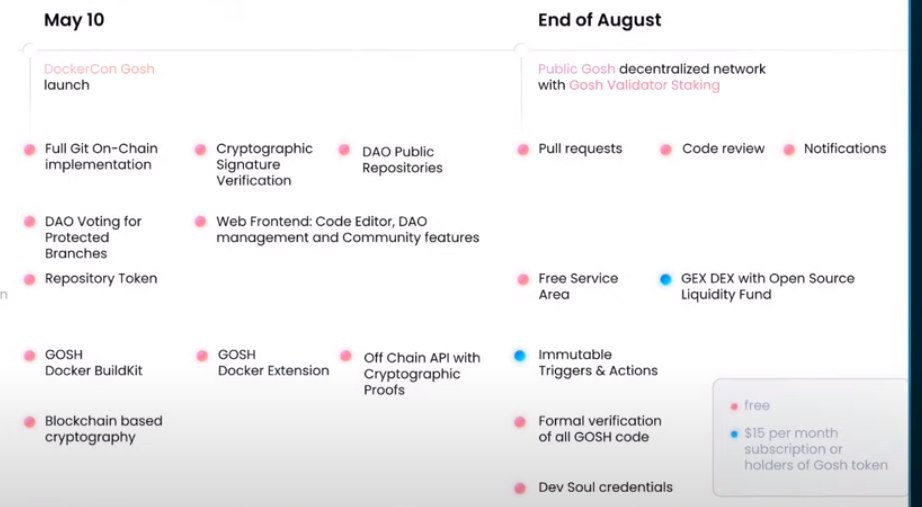 May 10
End of August
DockerCon Gosh
launch
Public Gosh decentralized network
with Gosh Validator Staking
Full Git On-Chain
implementation
Cryptographic
Signature
Verification
DAO Public
Repositories
Pull requests
Code review
Notifications
DAO Voting for
Protected
Branches
Web Frontend: Code Editor, DAO
management and Community features
Repository Token
Free Service
Area
GEX DEX with Open Source
Liquidity Fund
n
GOSH
Docker BuildKit
GOSH
Docker Extension
Off Chain API with
Cryptographic
Proofs
Immutable
Triggers & Actions
Blockchain based
cryptography
Formal verification
of all GOSH code
Dev Soul credentials
free
$15 per month
subscription or
holders of Gosh token